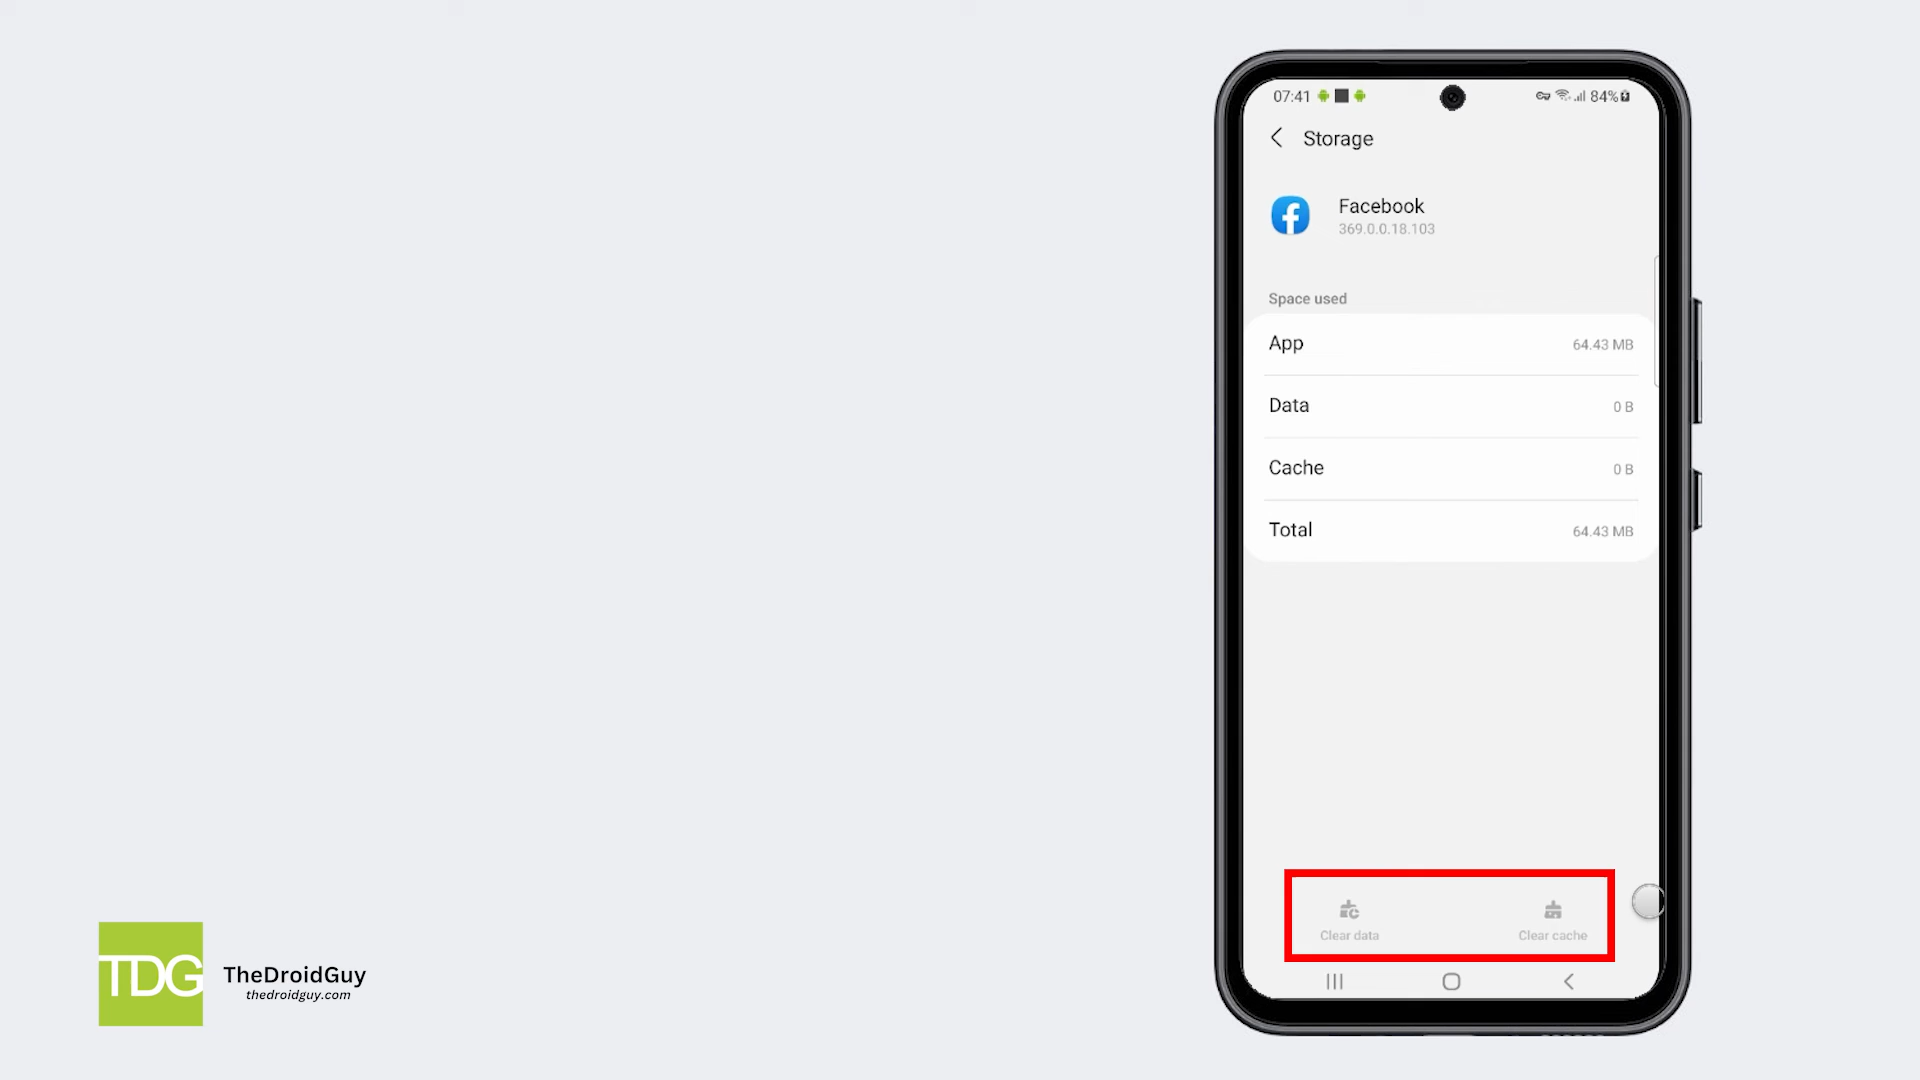 07:41
84%
Storage
Facebook
369.0.0.18.103
Space used
App 64.43 MB
Data 0 B
Cache 0 B
Total 64.43 MB
Clear data Clear cache
TDG TheDroidGuy
thedroidguy.com